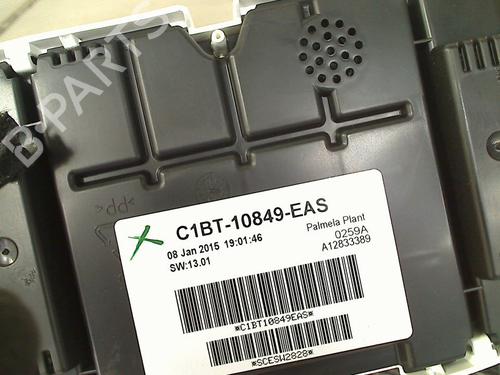 B-PARTS
>PP<
C1BT-10849-EAS
08 Jan 2015 19:01:46
SW:13.01
Palmela Plant
0259A
A12833389
*C1BT10849EAS*
*SCESW2828*